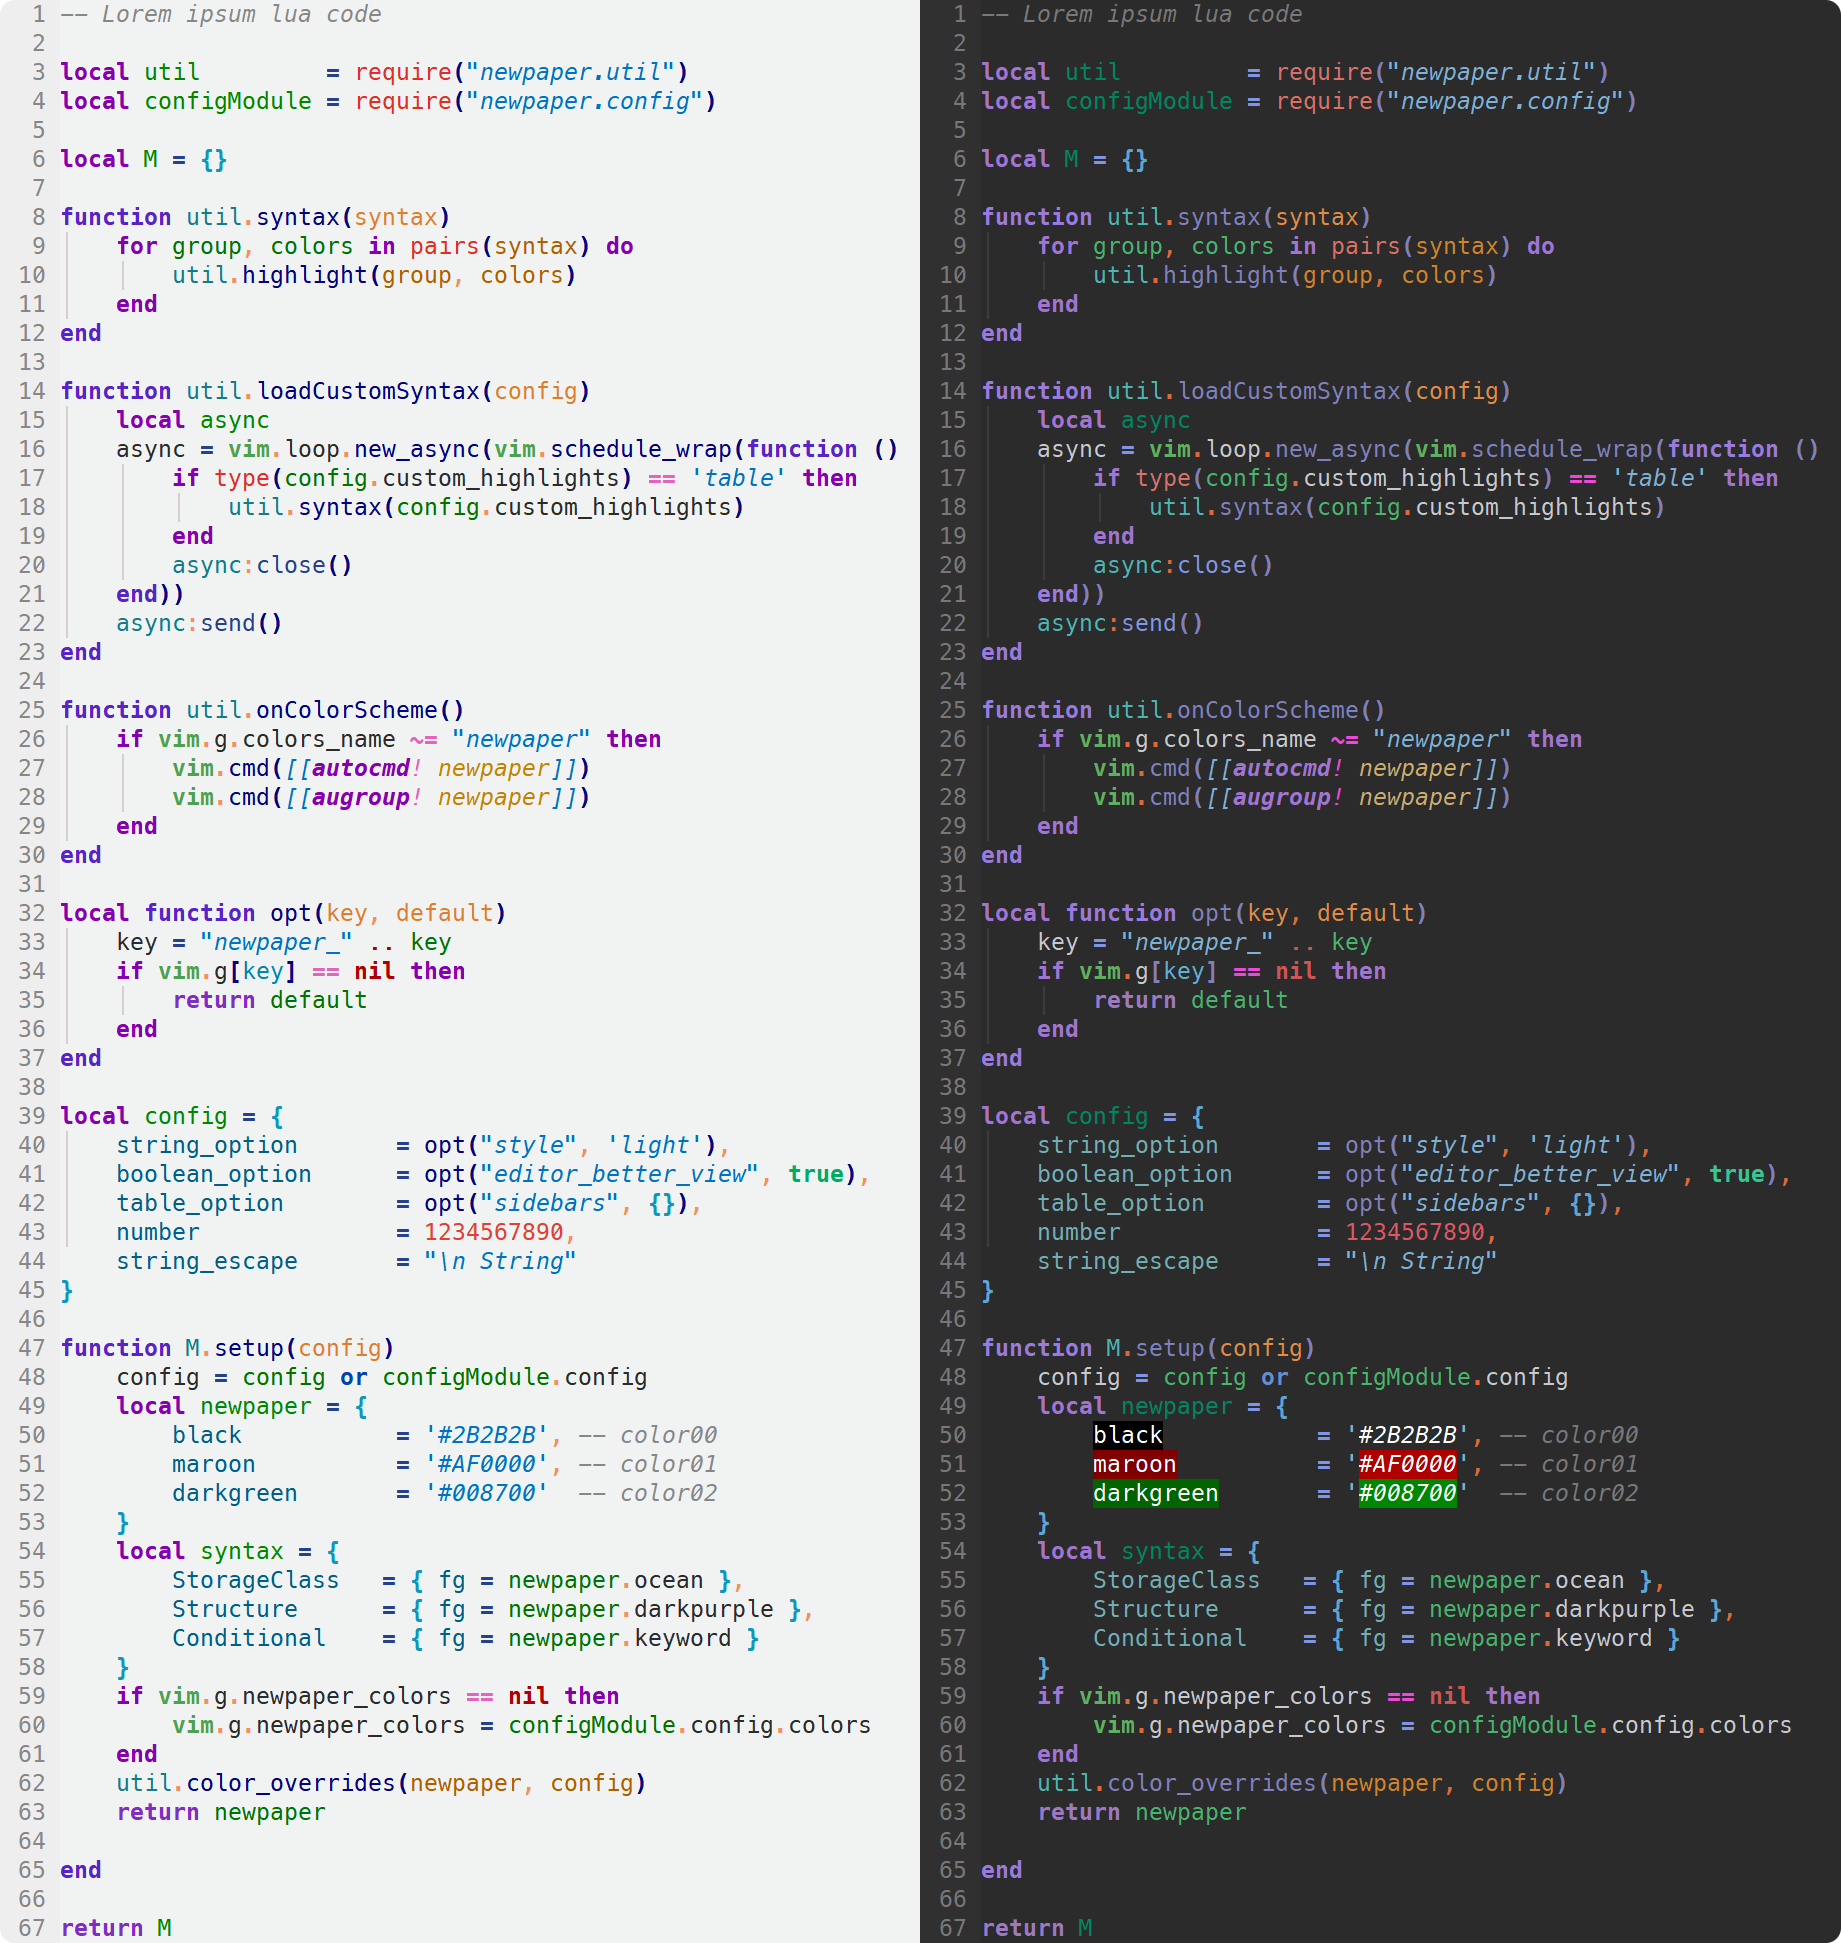 1 -- Lorem ipsum lua code
2
3 local util         = require("newpaper.util")
4 local configModule = require("newpaper.config")
5
6 local M = {}
7
8 function util.syntax(syntax)
9     for group, colors in pairs(syntax) do
10         util.highlight(group, colors)
11     end
12 end
13
14 function util.loadCustomSyntax(config)
15     local async
16     async = vim.loop.new_async(vim.schedule_wrap(function ()
17         if type(config.custom_highlights) == 'table' then
18             util.syntax(config.custom_highlights)
19         end
20         async:close()
21     end))
22     async:send()
23 end
24
25 function util.onColorScheme()
26     if vim.g.colors_name ~= "newpaper" then
27         vim.cmd([[autocmd! newpaper]])
28         vim.cmd([[augroup! newpaper]])
29     end
30 end
31
32 local function opt(key, default)
33     key = "newpaper_" .. key
34     if vim.g[key] == nil then
35         return default
36     end
37 end
38
39 local config = {
40     string_option       = opt("style", 'light'),
41     boolean_option      = opt("editor_better_view", true),
42     table_option        = opt("sidebars", {}),
43     number              = 1234567890,
44     string_escape       = "\n String"
45 }
46
47 function M.setup(config)
48     config = config or configModule.config
49     local newpaper = {
50         black           = '#2B2B2B', -- color00
51         maroon          = '#AF0000', -- color01
52         darkgreen       = '#008700'  -- color02
53     }
54     local syntax = {
55         StorageClass   = { fg = newpaper.ocean },
56         Structure      = { fg = newpaper.darkpurple },
57         Conditional    = { fg = newpaper.keyword }
58     }
59     if vim.g.newpaper_colors == nil then
60         vim.g.newpaper_colors = configModule.config.colors
61     end
62     util.color_overrides(newpaper, config)
63     return newpaper
64
65 end
66
67 return M
1 -- Lorem ipsum lua code
2
3 local util         = require("newpaper.util")
4 local configModule = require("newpaper.config")
5
6 local M = {}
7
8 function util.syntax(syntax)
9     for group, colors in pairs(syntax) do
10         util.highlight(group, colors)
11     end
12 end
13
14 function util.loadCustomSyntax(config)
15     local async
16     async = vim.loop.new_async(vim.schedule_wrap(function ()
17         if type(config.custom_highlights) == 'table' then
18             util.syntax(config.custom_highlights)
19         end
20         async:close()
21     end))
22     async:send()
23 end
24
25 function util.onColorScheme()
26     if vim.g.colors_name ~= "newpaper" then
27         vim.cmd([[autocmd! newpaper]])
28         vim.cmd([[augroup! newpaper]])
29     end
30 end
31
32 local function opt(key, default)
33     key = "newpaper_" .. key
34     if vim.g[key] == nil then
35         return default
36     end
37 end
38
39 local config = {
40     string_option       = opt("style", 'light'),
41     boolean_option      = opt("editor_better_view", true),
42     table_option        = opt("sidebars", {}),
43     number              = 1234567890,
44     string_escape       = "\n String"
45 }
46
47 function M.setup(config)
48     config = config or configModule.config
49     local newpaper = {
50         black           = '#2B2B2B', -- color00
51         maroon          = '#AF0000', -- color01
52         darkgreen       = '#008700'  -- color02
53     }
54     local syntax = {
55         StorageClass   = { fg = newpaper.ocean },
56         Structure      = { fg = newpaper.darkpurple },
57         Conditional    = { fg = newpaper.keyword }
58     }
59     if vim.g.newpaper_colors == nil then
60         vim.g.newpaper_colors = configModule.config.colors
61     end
62     util.color_overrides(newpaper, config)
63     return newpaper
64
65 end
66
67 return M